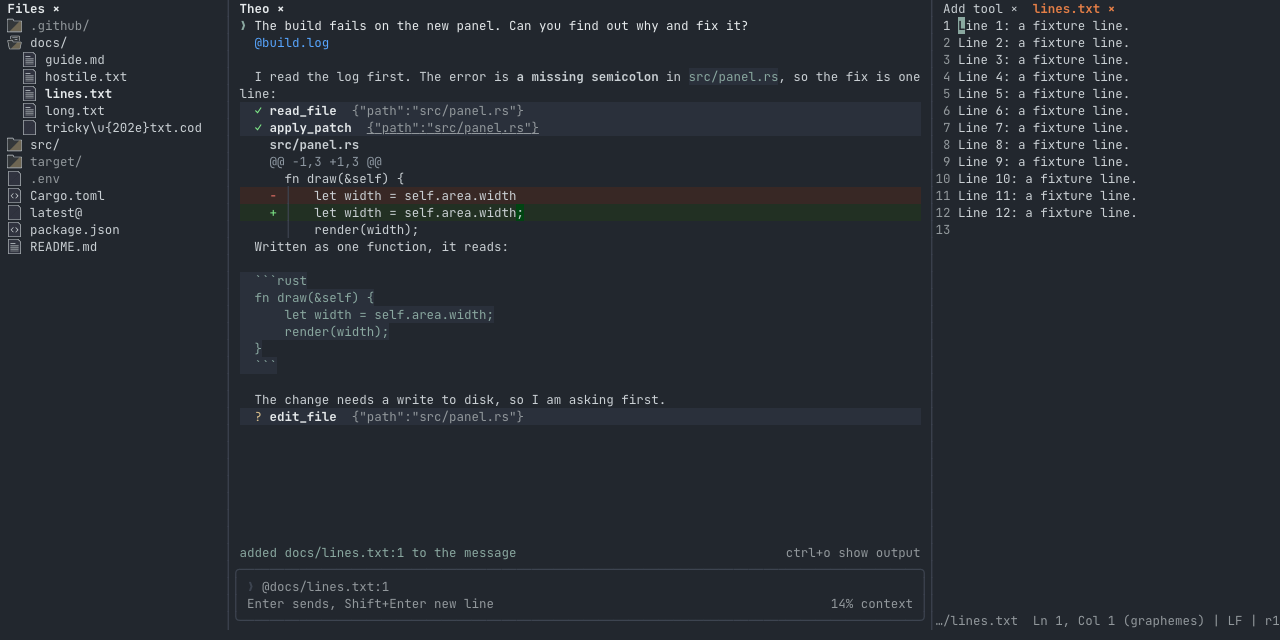 Files ×
.github/
docs/
guide.md
hostile.txt
lines.txt
long.txt
tricky\u{202e}txt.cod
src/
target/
.env
Cargo.toml
latest@
package.json
README.md
Theo ×
❯ The build fails on the new panel. Can you find out why and fix it?
@build.log
I read the log first. The error is a missing semicolon in src/panel.rs, so the fix is one
line:
✓ read_file {"path":"src/panel.rs"}
✓ apply_patch {"path":"src/panel.rs"}
src/panel.rs
@@ -1,3 +1,3 @@
fn draw(&self) {
- let width = self.area.width
+ let width = self.area.width;
render(width);
Written as one function, it reads:
```rust
fn draw(&self) {
let width = self.area.width;
render(width);
}
```
The change needs a write to disk, so I am asking first.
? edit_file {"path":"src/panel.rs"}
added docs/lines.txt:1 to the message ctrl+o show output
❯ @docs/lines.txt:1
Enter sends, Shift+Enter new line 14% context
Add tool × lines.txt ×
1 Line 1: a fixture line.
2 Line 2: a fixture line.
3 Line 3: a fixture line.
4 Line 4: a fixture line.
5 Line 5: a fixture line.
6 Line 6: a fixture line.
7 Line 7: a fixture line.
8 Line 8: a fixture line.
9 Line 9: a fixture line.
10 Line 10: a fixture line.
11 Line 11: a fixture line.
12 Line 12: a fixture line.
13
…/lines.txt Ln 1, Col 1 (graphemes) | LF | r1